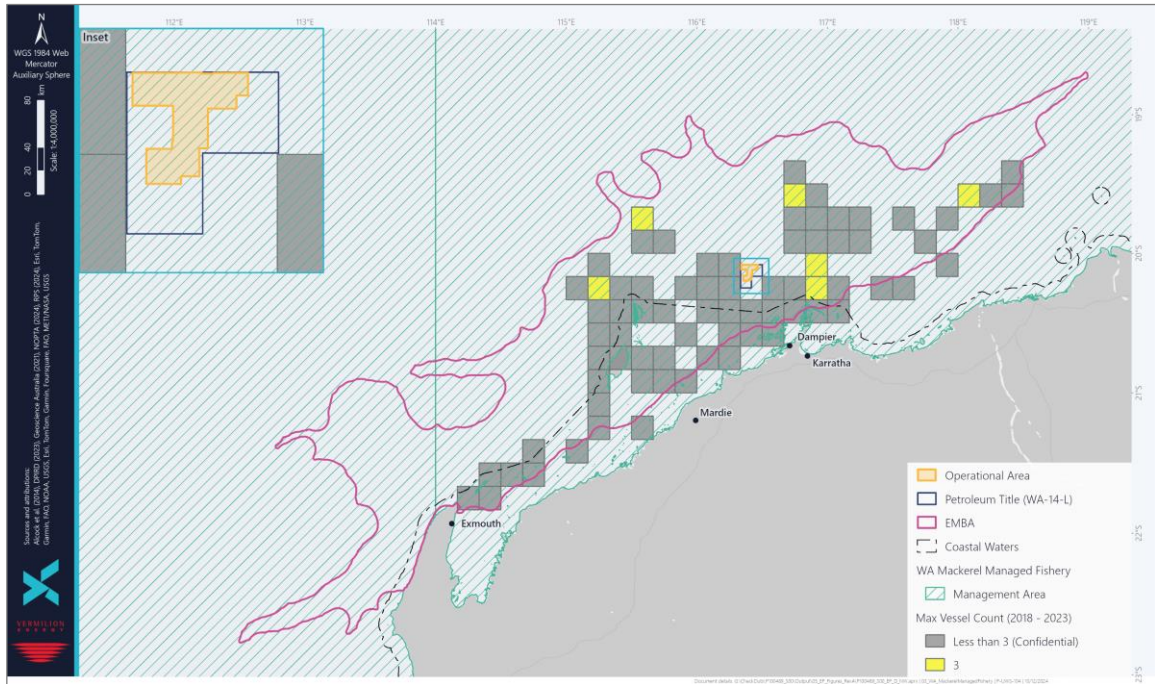 N
WGS 1984 Web
Mercator
Auxiliary Sphere
0 20 40 80
km
Scale: 1:4,000,000
Sources and attributions:
Alcock et al. (2014), DPIRD (2023), Geoscience Australia (2021), NOPTA (2024), RPS (2024), Esri, TomTom,
Garmin, FAO, NOAA, USGS, Esri, TomTom, Garmin, Foursquare, FAO, METI/NASA, USGS
VERMILION
ENERGY
Inset
112°E
113°E
114°E
115°E
116°E
117°E
118°E
119°E
19°S
20°S
21°S
22°S
23°S
Dampier
Karratha
Mardie
Exmouth
Operational Area
Petroleum Title (WA-14-L)
EMBA
Coastal Waters
WA Mackerel Managed Fishery
Management Area
Max Vessel Count (2018 - 2023)
Less than 3 (Confidential)
3